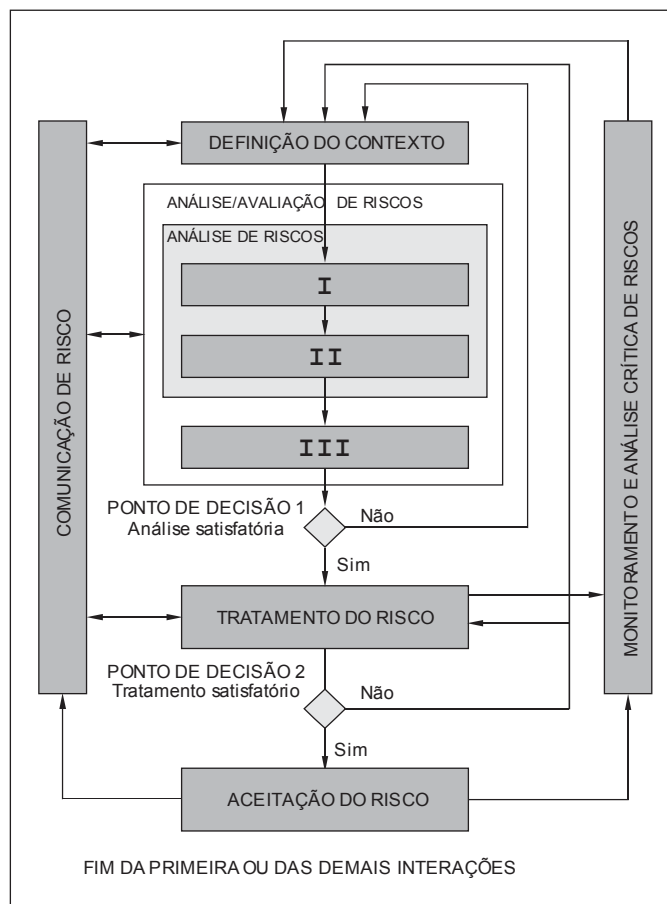 DEFINIÇÃO DO CONTEXTO
ANÁLISE/AVALIAÇÃO DE RISCOS
ANÁLISE DE RISCOS
I
II
III
PONTO DE DECISÃO 1
Análise satisfatória
Não
Sim
TRATAMENTO DO RISCO
PONTO DE DECISÃO 2
Tratamento satisfatório
Não
Sim
ACEITAÇÃO DO RISCO
COMUNICAÇÃO DE RISCO
MONITORAMENTO E ANÁLISE CRÍTICA DE RISCOS
FIM DA PRIMEIRA OU DAS DEMAIS INTERAÇÕES